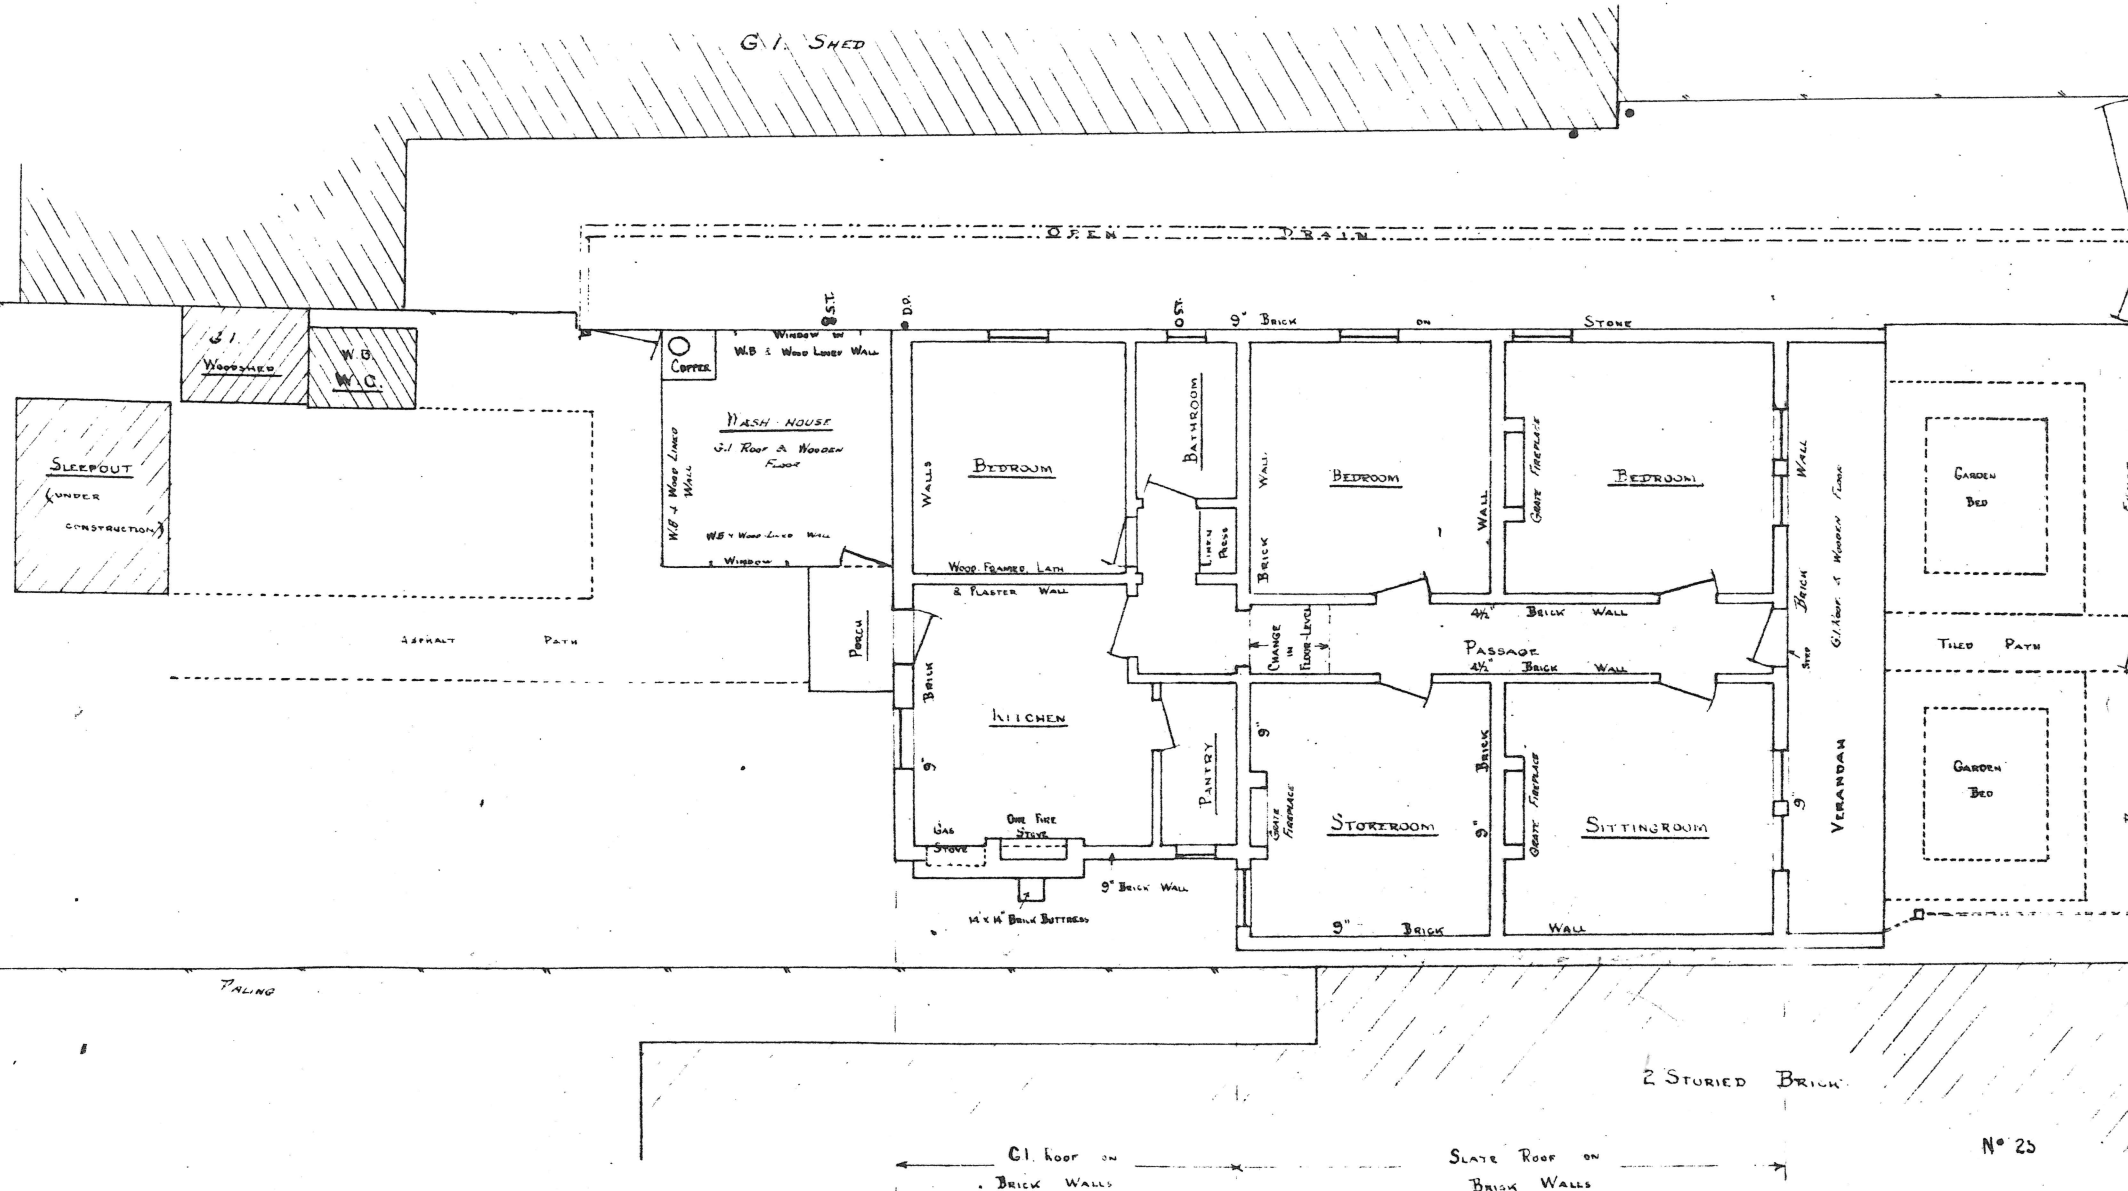 G.I. SHED
OPEN DRAIN
S.T.
D.P.
S.T.
9" BRICK ON STONE
G.I.
WOODSHED
W.B.
W.C.
COPPER
WINDOW IN
W.B & WOOD LINED WALL
WASH-HOUSE
G.I ROOF & WOODEN
FLOOR
W.B & WOOD LINED
WALL
W.B & WOOD LINED WALL
WINDOW
SLEEPOUT
(UNDER
CONSTRUCTION)
ASPHALT PATH
PORCH
BEDROOM
WALLS
BRICK
9"
WOOD FRAMED, LATH
& PLASTER WALL
BATHROOM
LINEN
PRESS
WALL
BRICK
BEDROOM
WALL
GRATE FIREPLACE
BEDROOM
WALL
BRICK
9"
G.I. ROOF & WOODEN FLOOR
VERANDAH
STEP
GARDEN
BED
TILED PATH
GARDEN
BED
4½" BRICK WALL
PASSAGE
4½" BRICK WALL
CHANGE
IN
FLOOR-LEVEL
KITCHEN
GAS
STOVE
ONE FIRE
STOVE
PANTRY
9"
GRATE
FIREPLACE
STOREROOM
BRICK
9"
GRATE FIREPLACE
SITTINGROOM
9" BRICK WALL
14" x 14" BRICK BUTTRESS
9" BRICK WALL
PALING
2 STORIED BRICK
Nº 25
G.I. ROOF ON
BRICK WALLS
SLATE ROOF ON
BRICK WALLS